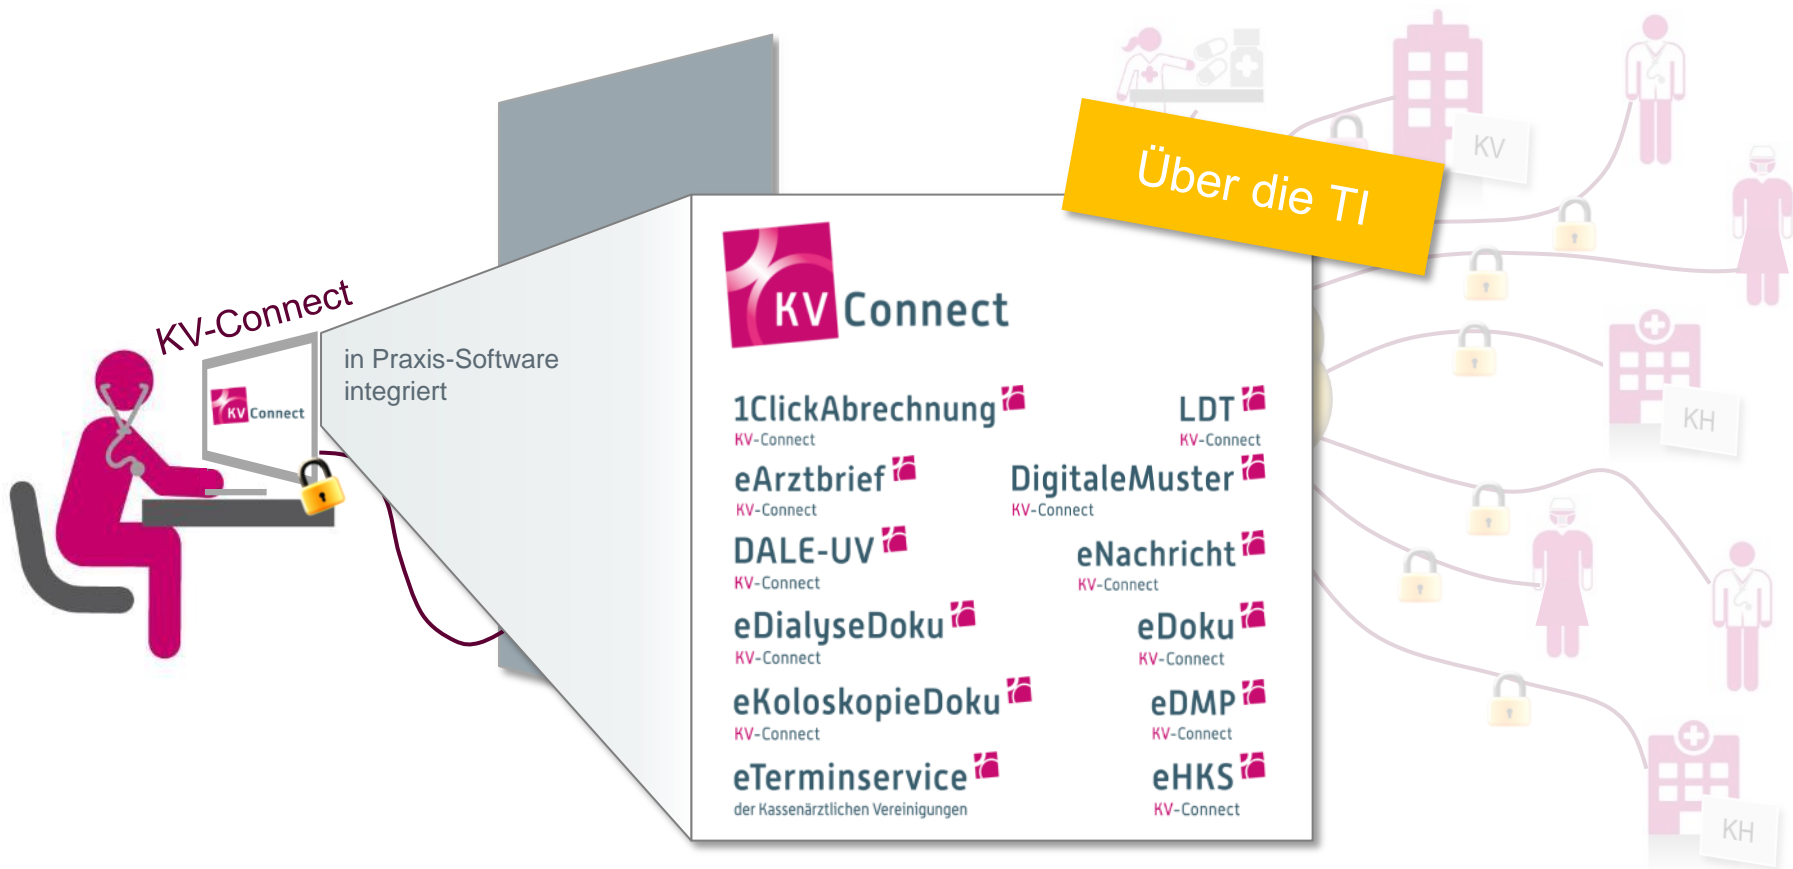 KV-Connect
KV Connect
in Praxis-Software
integriert
Über die TI
KV Connect
1ClickAbrechnung
KV-Connect
LDT
KV-Connect
eArztbrief
KV-Connect
DigitaleMuster
KV-Connect
DALE-UV
KV-Connect
eNachricht
KV-Connect
eDialyseDoku
KV-Connect
eDoku
KV-Connect
eKoloskopieDoku
KV-Connect
eDMP
KV-Connect
eTerminservice
der Kassenärztlichen Vereinigungen
eHKS
KV-Connect
KV
KH
KH